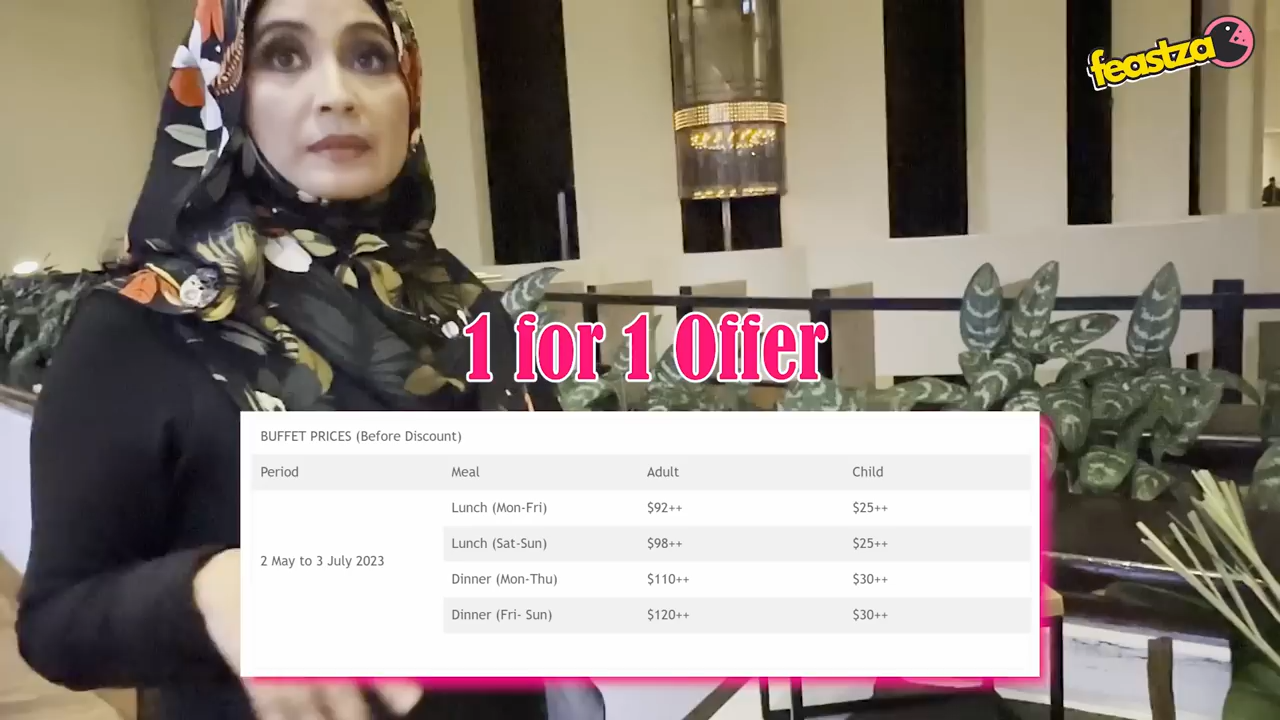 feastza
1 for 1 Offer
BUFFET PRICES (Before Discount)
Period Meal Adult Child
Lunch (Mon-Fri) $92++ $25++
Lunch (Sat-Sun) $98++ $25++
2 May to 3 July 2023
Dinner (Mon-Thu) $110++ $30++
Dinner (Fri- Sun) $120++ $30++